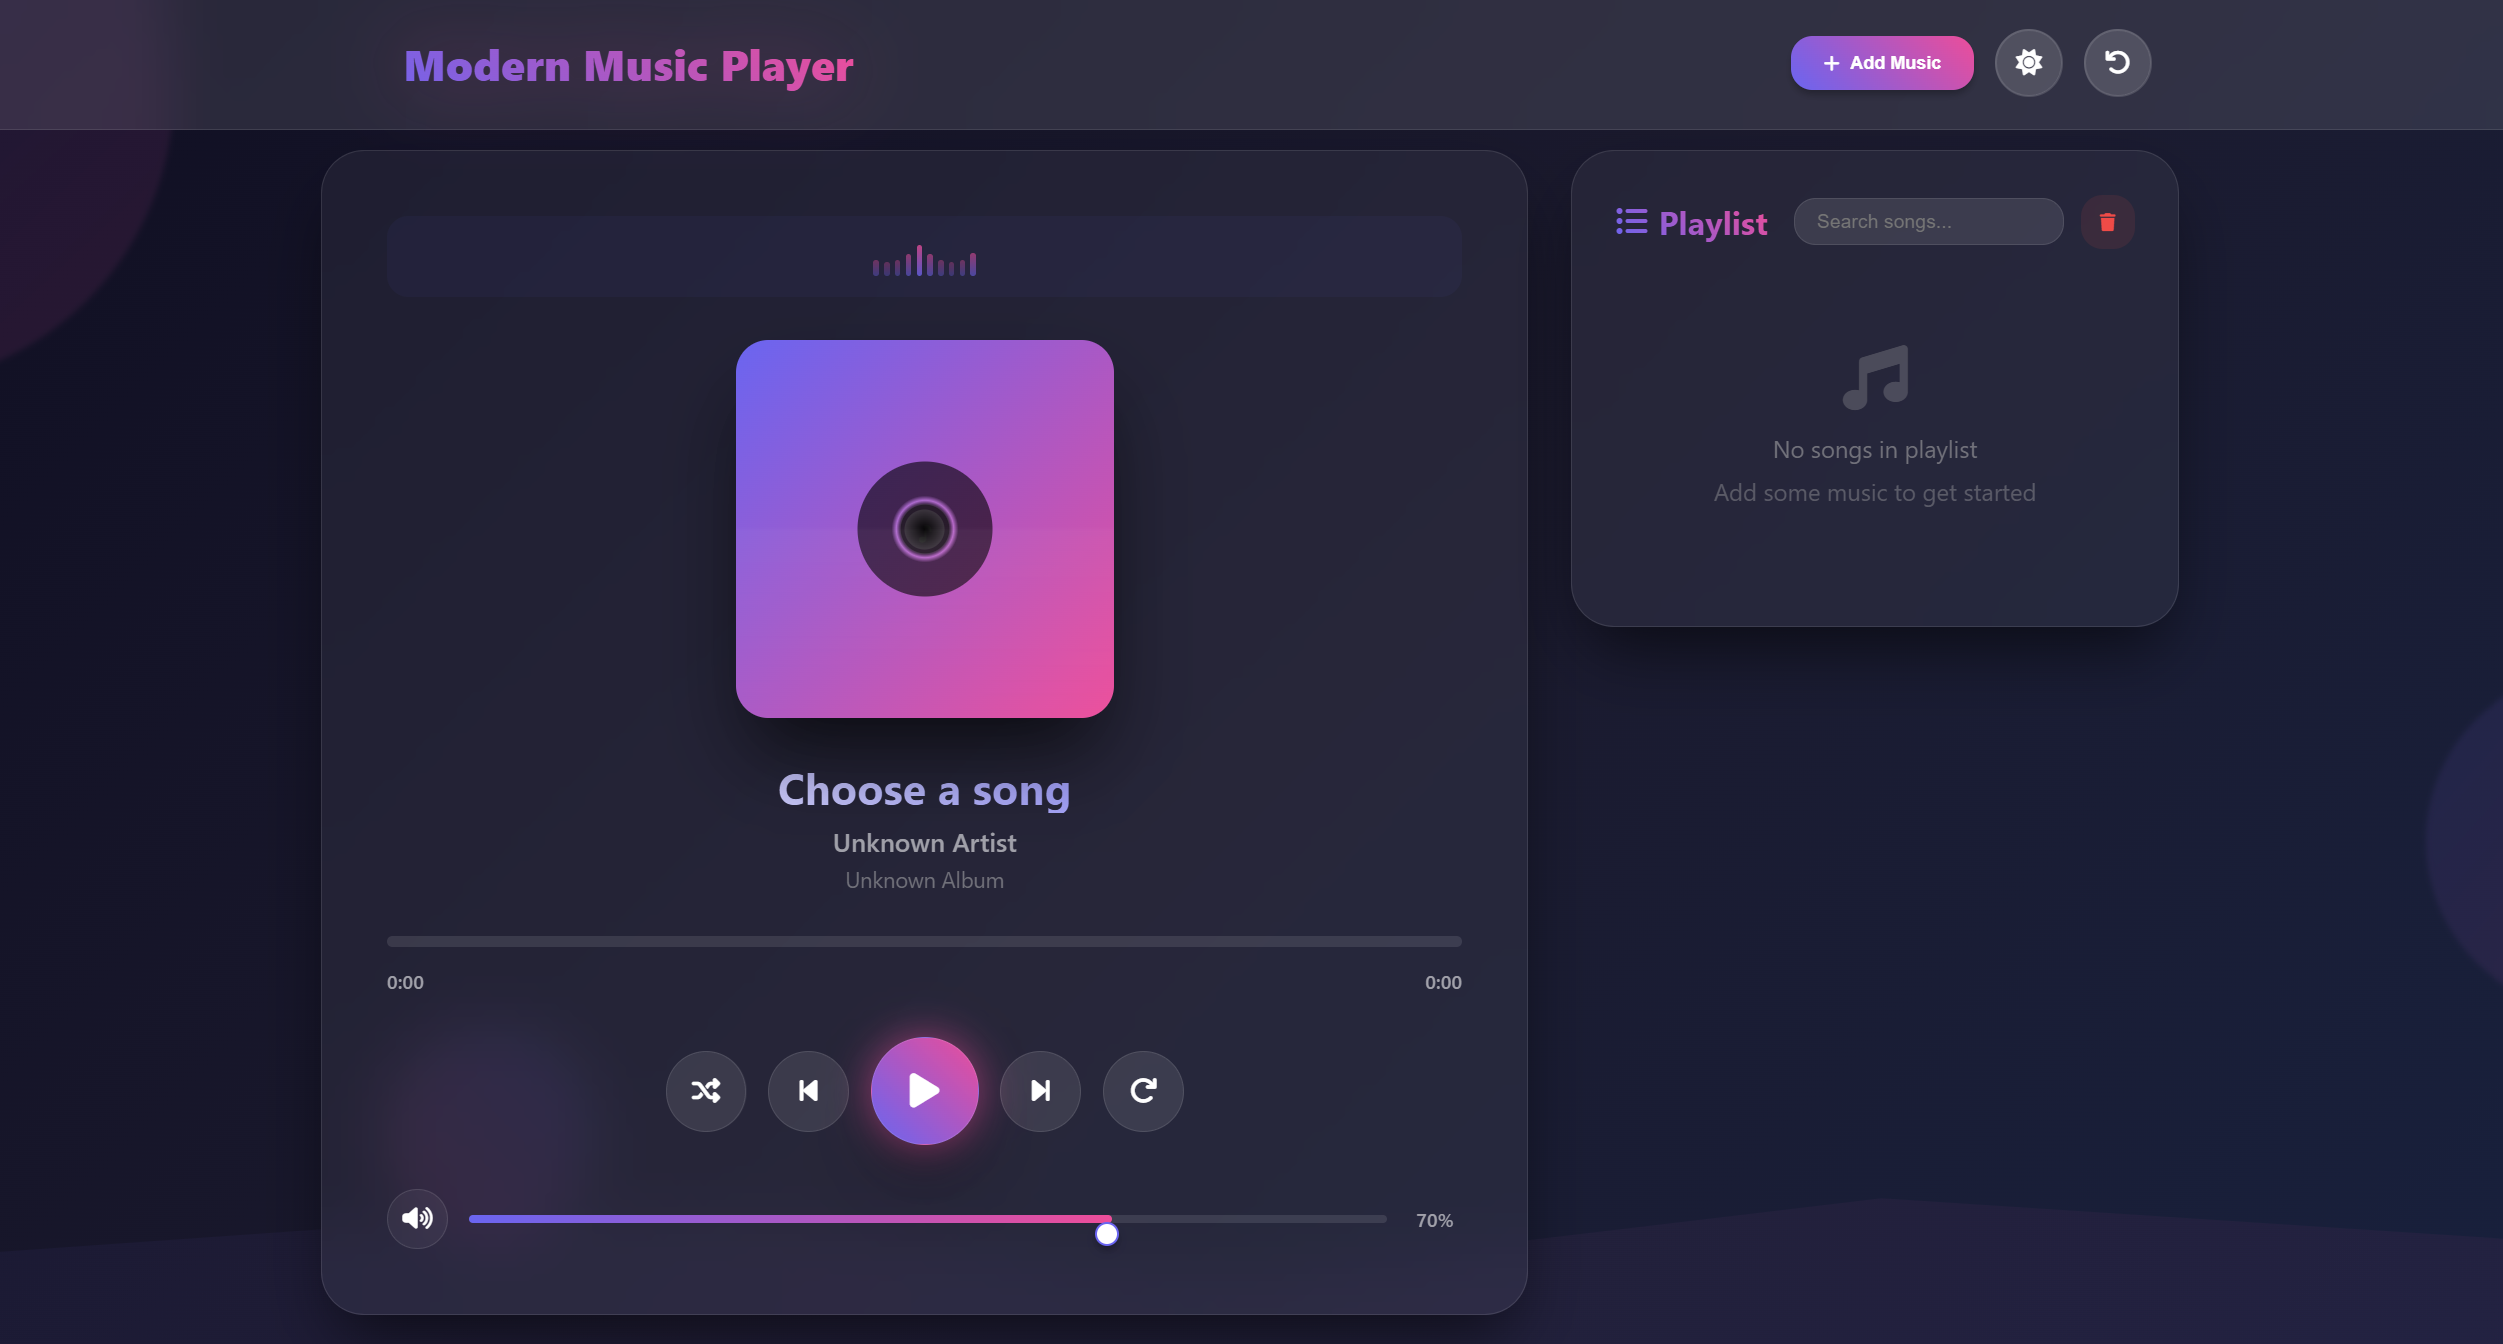 Modern Music Player
Add Music
Playlist
Search songs...
No songs in playlist
Add some music to get started
Choose a song
Unknown Artist
Unknown Album
0:00
0:00
70%